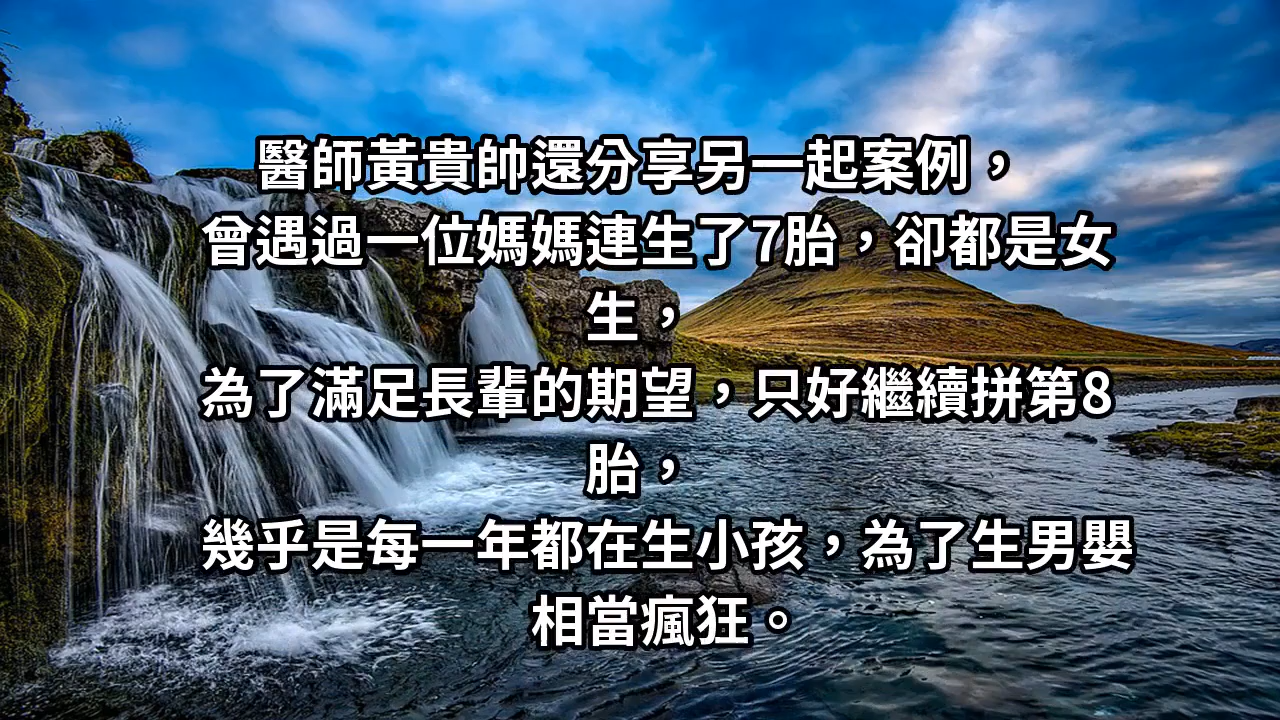 醫師黃貴帥還分享另一起案例，
曾遇過一位媽媽連生了7胎，卻都是女
生，
為了滿足長輩的期望，只好繼續拼第8
胎，
幾乎是每一年都在生小孩，為了生男嬰
相當瘋狂。